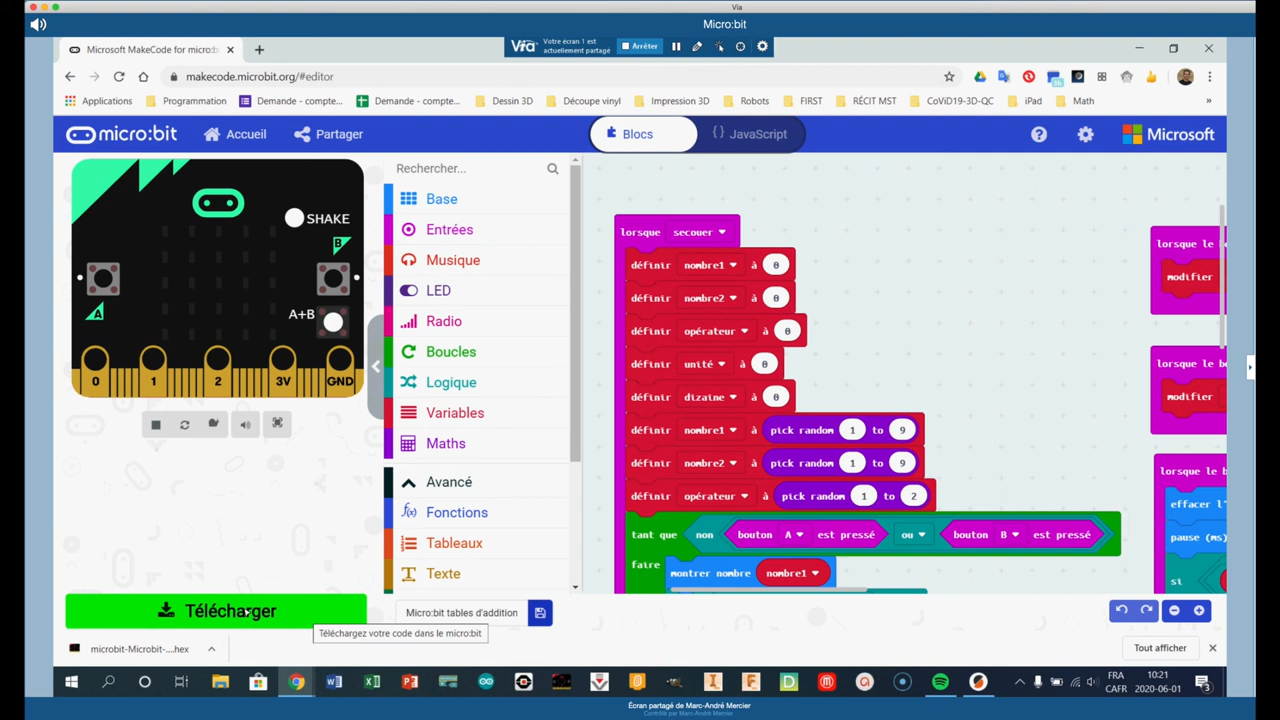 Via
Micro:bit
Microsoft MakeCode for micro:b
Via
Votre écran 1 est
actuellement partagé
Arrêter
makecode.microbit.org/#editor
Applications
Programmation
Demande - compte...
Demande - compte...
Dessin 3D
Découpe vinyl
Impression 3D
Robots
FIRST
RÉCIT MST
CoViD19-3D-QC
iPad
Math
»
micro:bit
Accueil
Partager
Blocs
{ } JavaScript
Microsoft
SHAKE
B
A
A+B
0
1
2
3V
GND
Rechercher...
Base
Entrées
Musique
LED
Radio
Boucles
Logique
Variables
Maths
Avancé
Fonctions
Tableaux
Texte
lorsque secouer
définir nombre1 à 0
définir nombre2 à 0
définir opérateur à 0
définir unité à 0
définir dizaine à 0
définir nombre1 à pick random 1 to 9
définir nombre2 à pick random 1 to 9
définir opérateur à pick random 1 to 2
tant que non bouton A est pressé ou bouton B est pressé
faire montrer nombre nombre1
lorsque le b
modifier
lorsque le b
modifier
lorsque le b
effacer l'
pause (ms)
si
Télécharger
Téléchargez votre code dans le micro:bit
Micro:bit tables d'addition
microbit-Microbit-....hex
Tout afficher
FRA
CAFR
10:21
2020-06-01
3
Écran partagé de Marc-André Mercier
Contrôlé par Marc-André Mercier